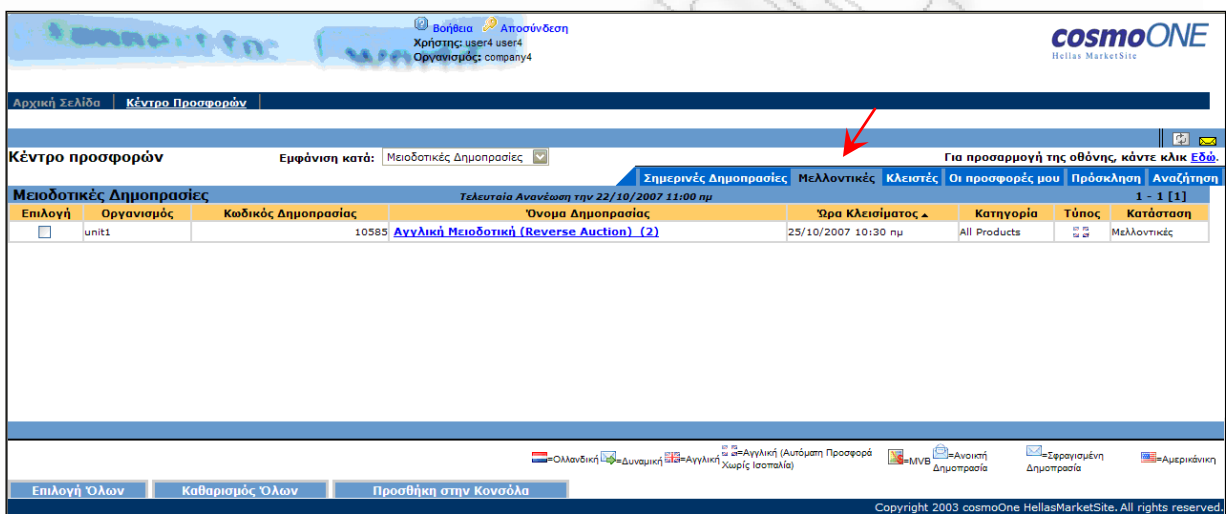 Βοήθεια Αποσύνδεση
Χρήστης: user4 user4
Οργανισμός: company4
cosmoONE
Hellas MarketSite
Αρχική Σελίδα Κέντρο Προσφορών
Κέντρο προσφορών Εμφάνιση κατά: Μειοδοτικές Δημοπρασίες Για προσαρμογή της οθόνης, κάντε κλικ Εδώ.
Σημερινές Δημοπρασίες Μελλοντικές Κλειστές Οι προσφορές μου Πρόσκληση Αναζήτηση
Μειοδοτικές Δημοπρασίες Τελευταία Ανανέωση την 22/10/2007 11:00 πμ 1 - 1 [1]
Επιλογή Οργανισμός Κωδικός Δημοπρασίας Όνομα Δημοπρασίας Ώρα Κλεισίματος Κατηγορία Τύπος Κατάσταση
unit1 10585 Αγγλική Μειοδοτική (Reverse Auction) (2) 25/10/2007 10:30 πμ All Products Μελλοντικές
=Ολλανδική =Δυναμική =Αγγλική =Αγγλική (Αυτόματη Προσφορά Χωρίς Ισοπαλία) =MVB =Ανοικτή Δημοπρασία =Σφραγισμένη Δημοπρασία =Αμερικάνικη
Επιλογή Όλων Καθαρισμός Όλων Προσθήκη στην Κονσόλα
Copyright 2003 cosmoOne HellasMarketSite. All rights reserved.